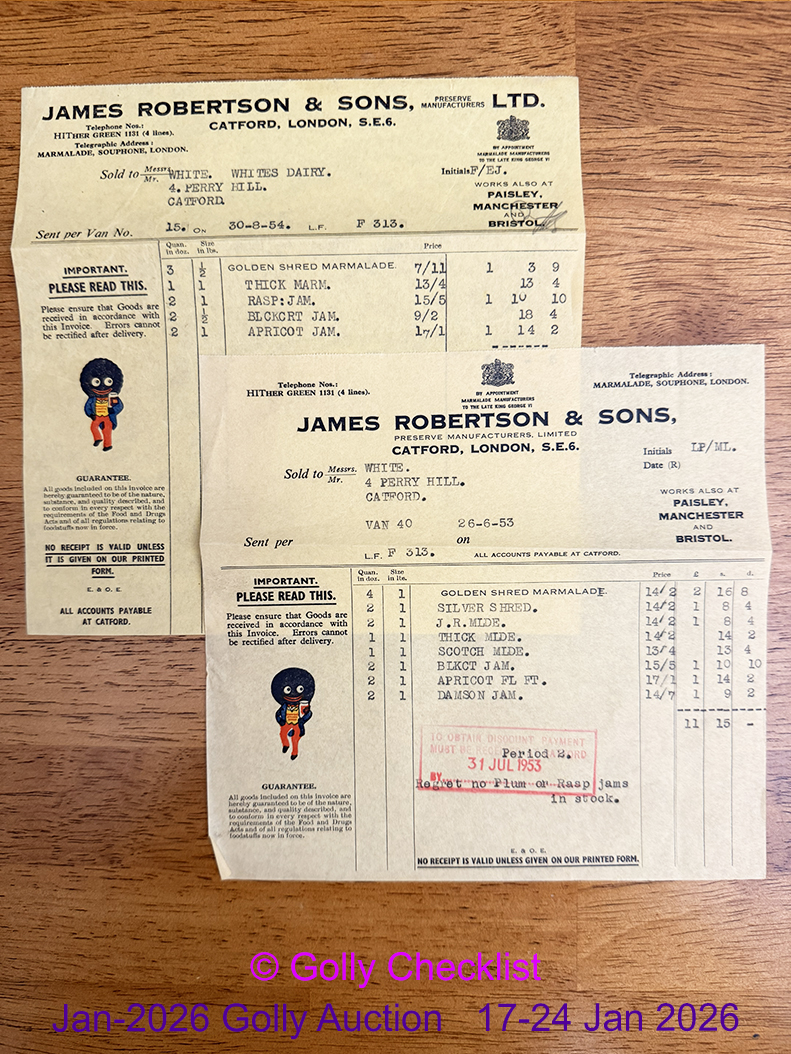 JAMES ROBERTSON & SONS, PRESERVE MANUFACTURERS LTD.
CATFORD, LONDON, S.E.6.
Telephone Nos.:
HITHER GREEN 1131 (4 lines).
Telegraphic Address:
MARMALADE, SOUPHONE, LONDON.
BY APPOINTMENT
MARMALADE MANUFACTURERS
TO THE LATE KING GEORGE VI
Sold to Messrs. Mr. WHITE. WHITES DAIRY.
4. PERRY HILL.
CATFORD
Initials F/EJ.
WORKS ALSO AT
PAISLEY,
MANCHESTER
AND
BRISTOL.
Sent per Van No. 15. ON 30-8-54. L.F. F 313.
Quan. in doz. Size in lbs. Price
3 ½ GOLDEN SHRED MARMALADE. 7/11 1 3 9
1 1 THICK MARM. 13/4 13 4
2 1 RASP:JAM. 15/5 1 10 10
2 ½ BLCKCRT JAM. 9/2 18 4
2 1 APRICOT JAM. 17/1 1 14 2
IMPORTANT.
PLEASE READ THIS.
Please ensure that Goods are
received in accordance with
this Invoice. Errors cannot
be rectified after delivery.
GUARANTEE.
All goods included on this invoice are
hereby guaranteed to be of the nature,
substance, and quality described, and
to conform in every respect with the
requirements of the Food and Drugs
Acts and of all regulations relating to
foodstuffs now in force.
NO RECEIPT IS VALID UNLESS
IT IS GIVEN ON OUR PRINTED
FORM.
E. & O. E.
ALL ACCOUNTS PAYABLE
AT CATFORD.
Telephone Nos.:
HITHER GREEN 1131 (4 lines).
BY APPOINTMENT
MARMALADE MANUFACTURERS
TO THE LATE KING GEORGE VI
Telegraphic Address:
MARMALADE, SOUPHONE, LONDON.
JAMES ROBERTSON & SONS,
PRESERVE MANUFACTURERS, LIMITED
CATFORD, LONDON, S.E.6.
Initials LP/ML.
Date (R)
Sold to Messrs. Mr. WHITE.
4 PERRY HILL.
CATFORD.
WORKS ALSO AT
PAISLEY,
MANCHESTER
AND
BRISTOL.
VAN 40 26-6-53
Sent per on
L.F. F 313. ALL ACCOUNTS PAYABLE AT CATFORD.
Quan. in doz. Size in lbs. Price £ s. d.
4 1 GOLDEN SHRED MARMALADE. 14/2 2 16 8
2 1 SILVER SHRED. 14/2 1 8 4
2 1 J.R.MLDE. 14/2 1 8 4
1 1 THICK MLDE. 14/2 14 2
1 1 SCOTCH MLDE. 13/4 13 4
2 1 BLKCT JAM. 15/5 1 10 10
2 1 APRICOT FL FT. 17/1 1 14 2
2 1 DAMSON JAM. 14/7 1 9 2
11 15 -
IMPORTANT.
PLEASE READ THIS.
Please ensure that Goods are
received in accordance with
this Invoice. Errors cannot
be rectified after delivery.
GUARANTEE.
All goods included on this invoice are
hereby guaranteed to be of the nature,
substance, and quality described, and
to conform in every respect with the
requirements of the Food and Drugs
Acts and of all regulations relating to
foodstuffs now in force.
TO OBTAIN DISCOUNT PAYMENT
MUST BE
Period 2.
31 JUL 1953
BY
Regret no Plum or Rasp jams
in stock.
E. & O. E.
NO RECEIPT IS VALID UNLESS GIVEN ON OUR PRINTED FORM.
© Golly Checklist
Jan-2026 Golly Auction 17-24 Jan 2026